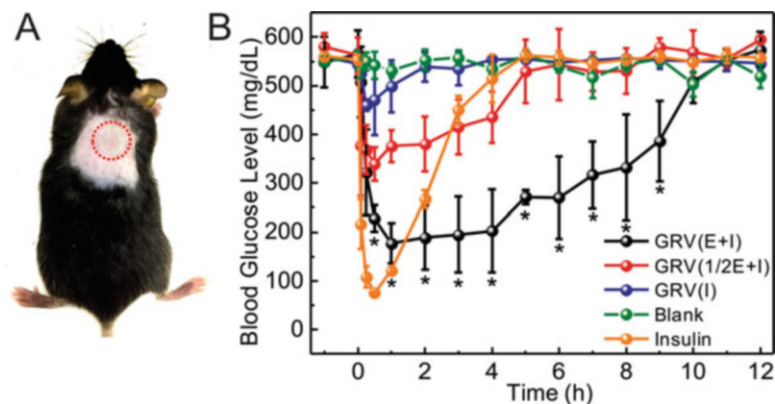 A
B
Blood Glucose Level (mg/dL)
600
500
400
300
200
100
0
0
2
4
6
8
10
12
Time (h)
GRV(E+I)
GRV(1/2E+I)
GRV(I)
Blank
Insulin
* * * * * * * * * *